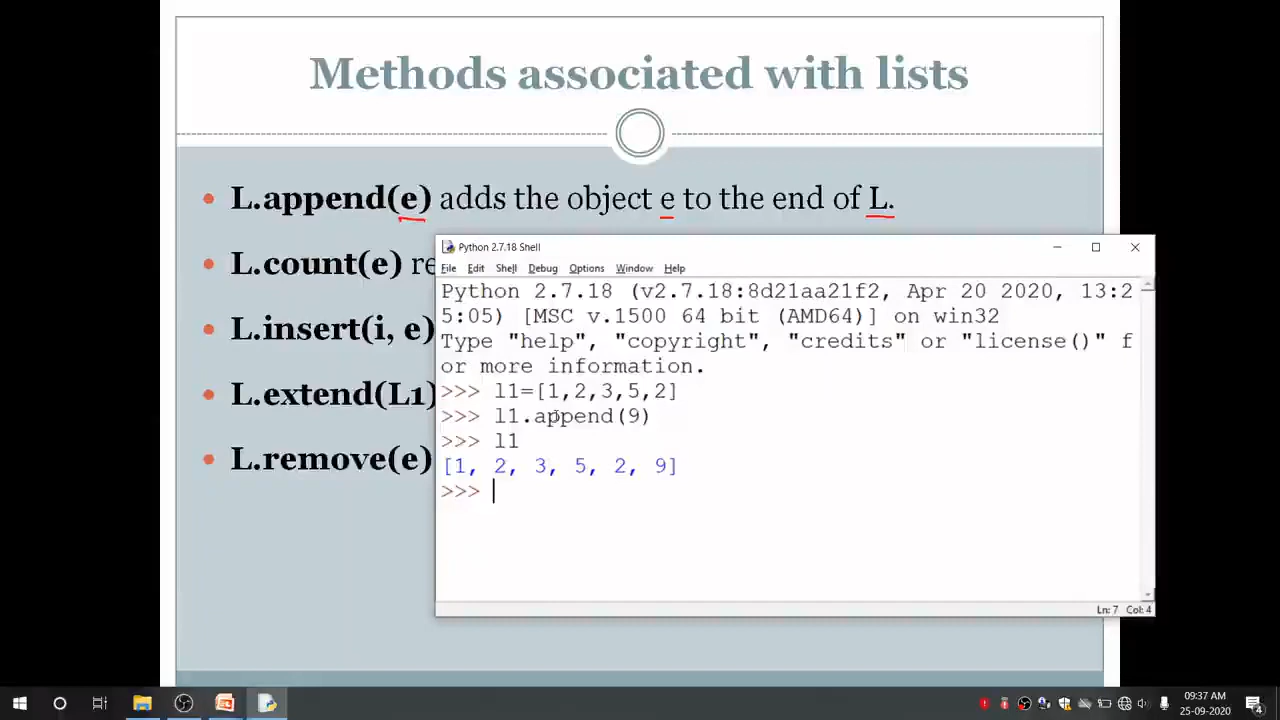 Methods associated with lists
• L.append(e) adds the object e to the end of L.
• L.count(e) re
• L.insert(i, e)
• L.extend(L1)
• L.remove(e)
Python 2.7.18 Shell
File Edit Shell Debug Options Window Help
Python 2.7.18 (v2.7.18:8d21aa21f2, Apr 20 2020, 13:2
5:05) [MSC v.1500 64 bit (AMD64)] on win32
Type "help", "copyright", "credits" or "license()" f
or more information.
>>> l1=[1,2,3,5,2]
>>> l1.append(9)
>>> l1
[1, 2, 3, 5, 2, 9]
>>>
Ln: 7 Col: 4
09:37 AM
25-09-2020
4